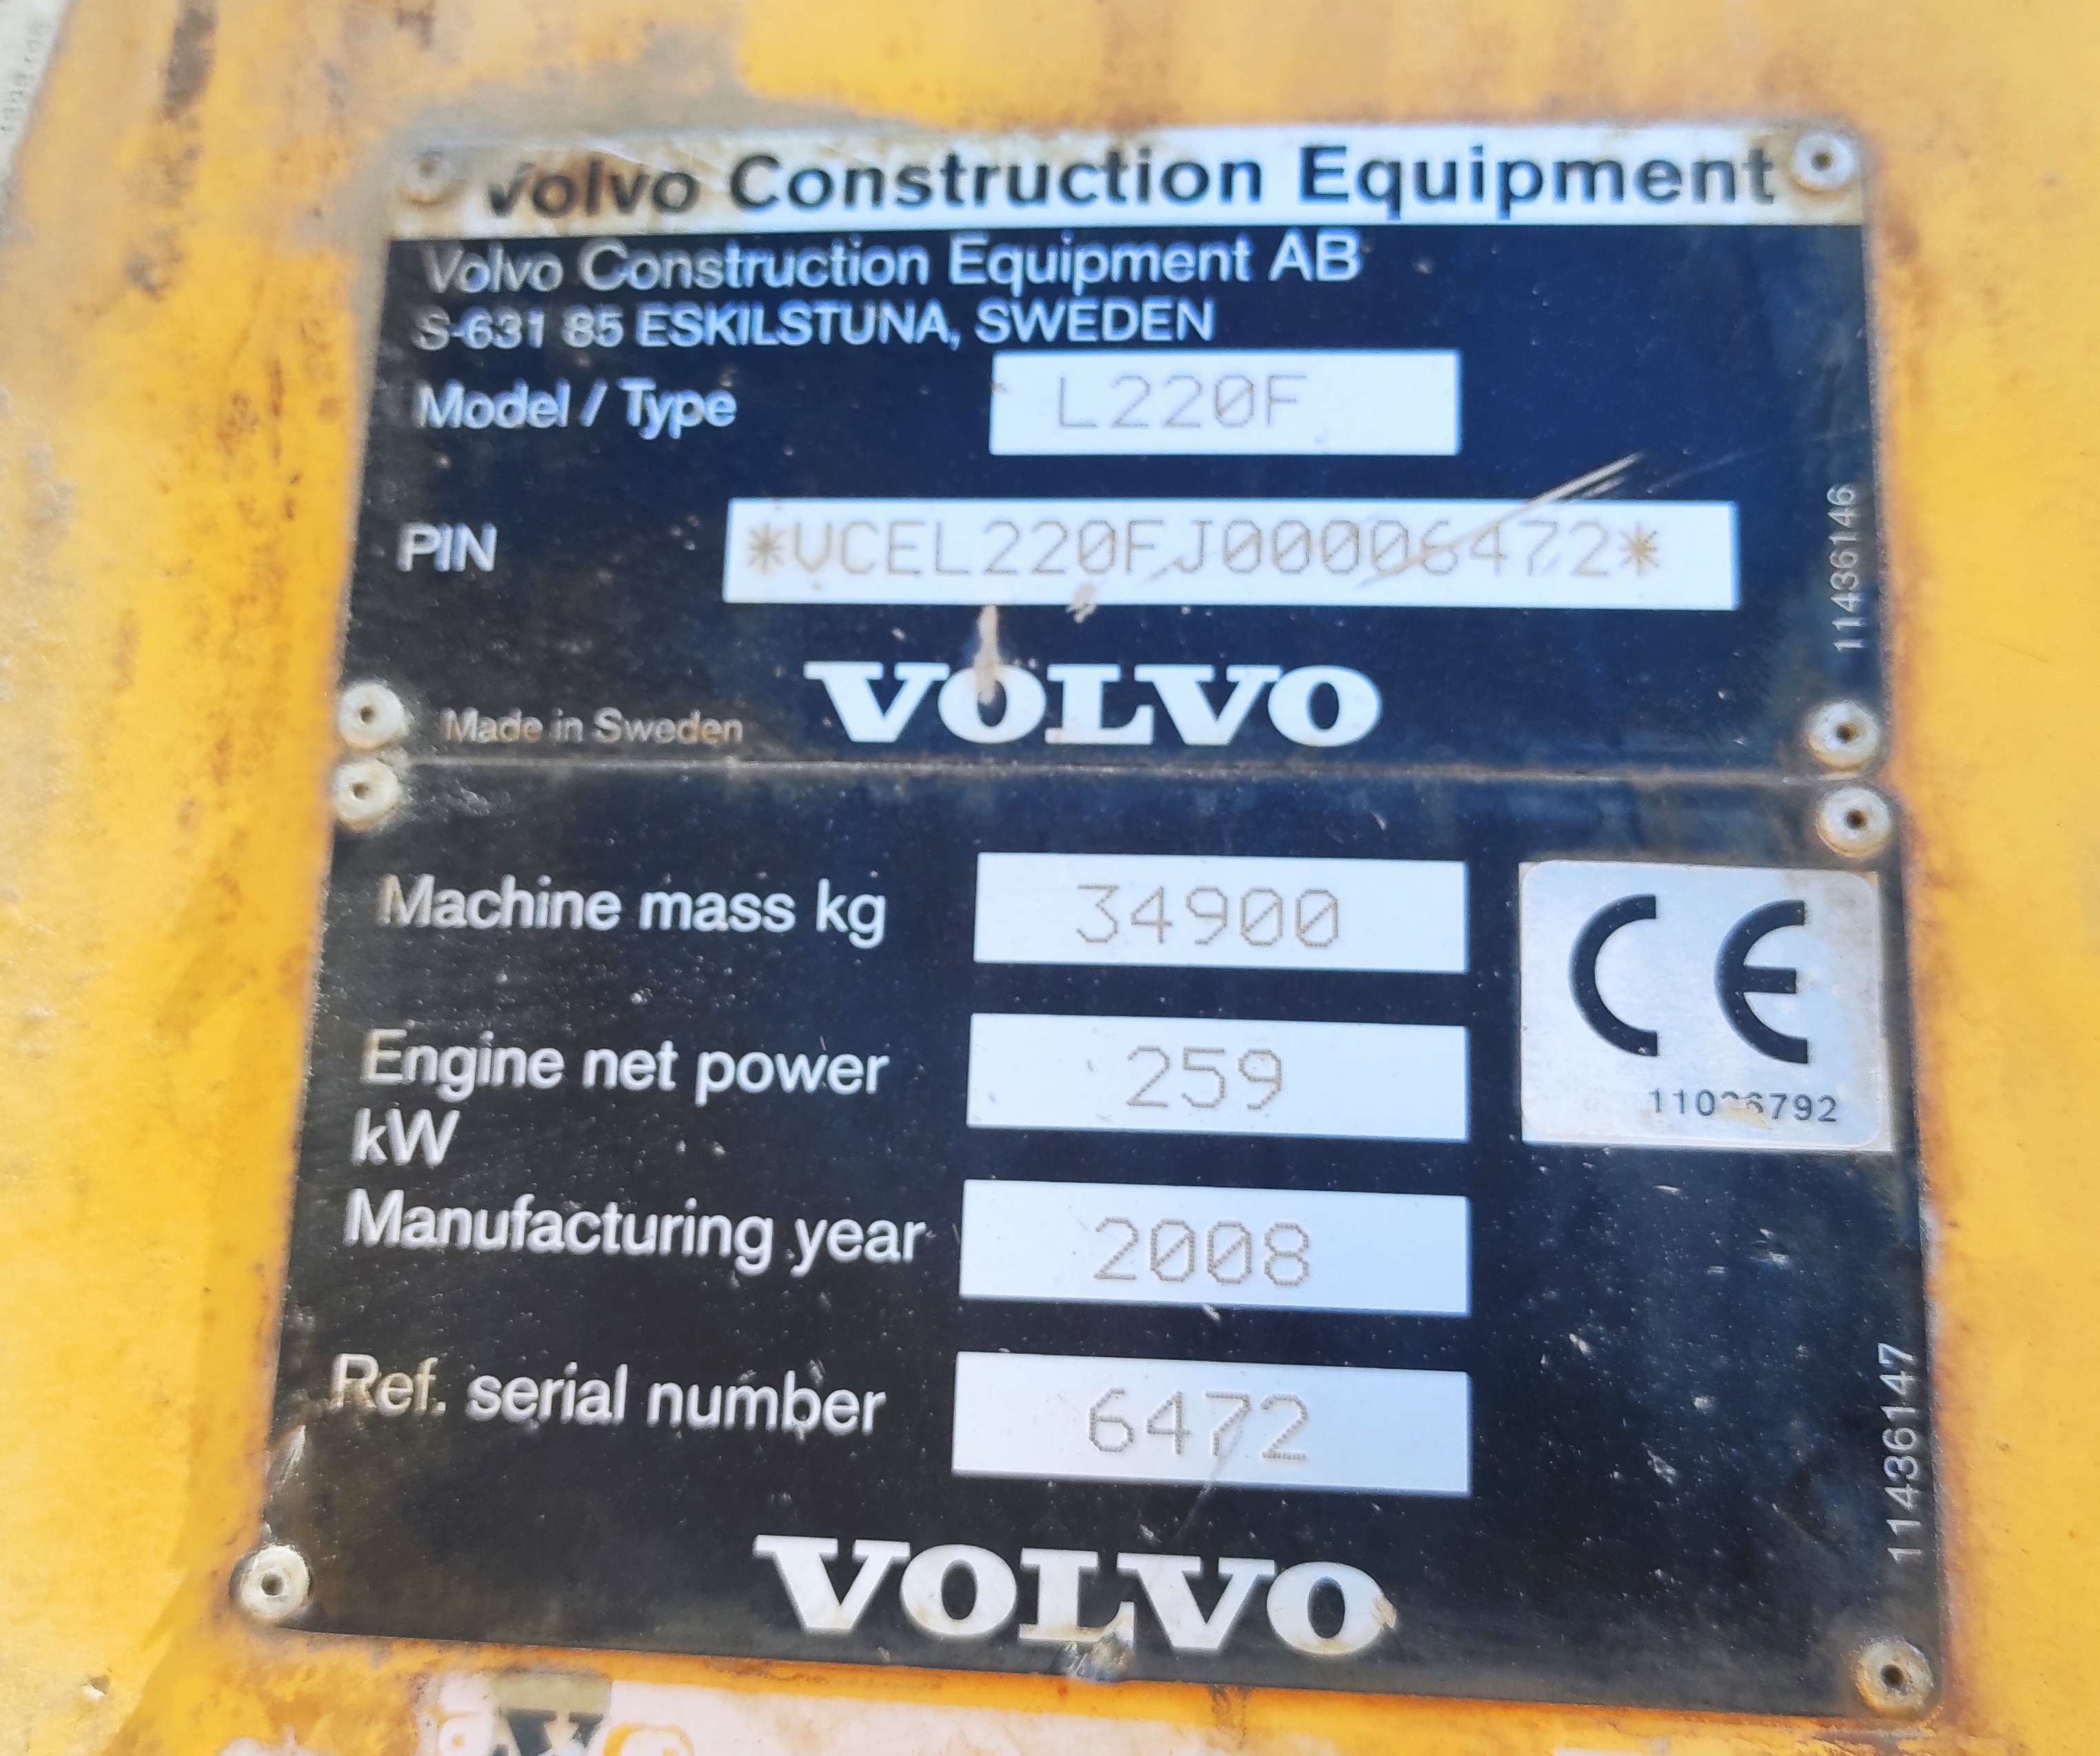 Volvo Construction Equipment
Volvo Construction Equipment AB
S-631 85 ESKILSTUNA, SWEDEN
Model / Type L220F
PIN *VCEL220FJ00006472*
11436146
Made in Sweden VOLVO
Machine mass kg 34900
CE
Engine net power 259
kW
Manufacturing year 2008
Ref. serial number 6472
11436147
VOLVO